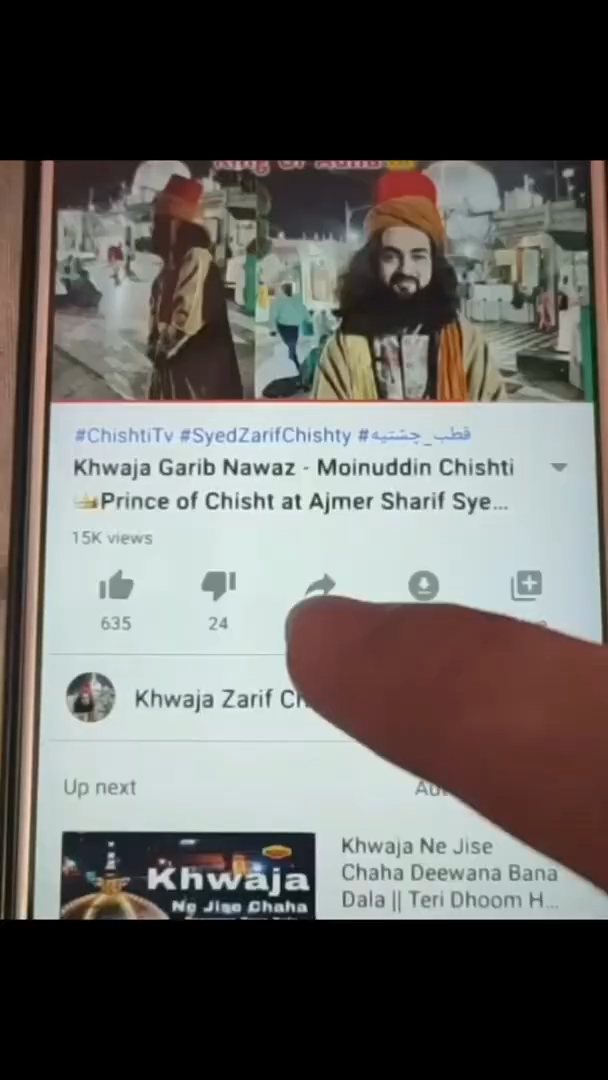 #ChishtiTv #SyedZarifChishty #قطب_چشتیه
Khwaja Garib Nawaz - Moinuddin Chishti
👑Prince of Chisht at Ajmer Sharif Sye...
15K views
635
24
Khwaja Zarif Ch
Up next
Khwaja Ne Jise
Chaha Deewana Bana
Dala || Teri Dhoom H...
Khwaja
Ne Jise Chaha